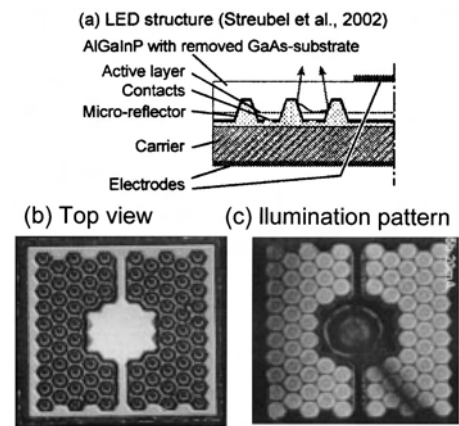 (a) LED structure (Streubel et al., 2002)
AlGaInP with removed GaAs-substrate
Active layer
Contacts
Micro-reflector
Carrier
Electrodes
(b) Top view
(c) Illumination pattern